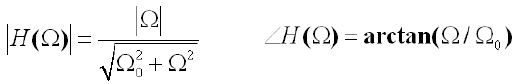 |H(Ω)| = |Ω| / √(Ω₀² + Ω²)    ∠H(Ω) = arctan(Ω / Ω₀)